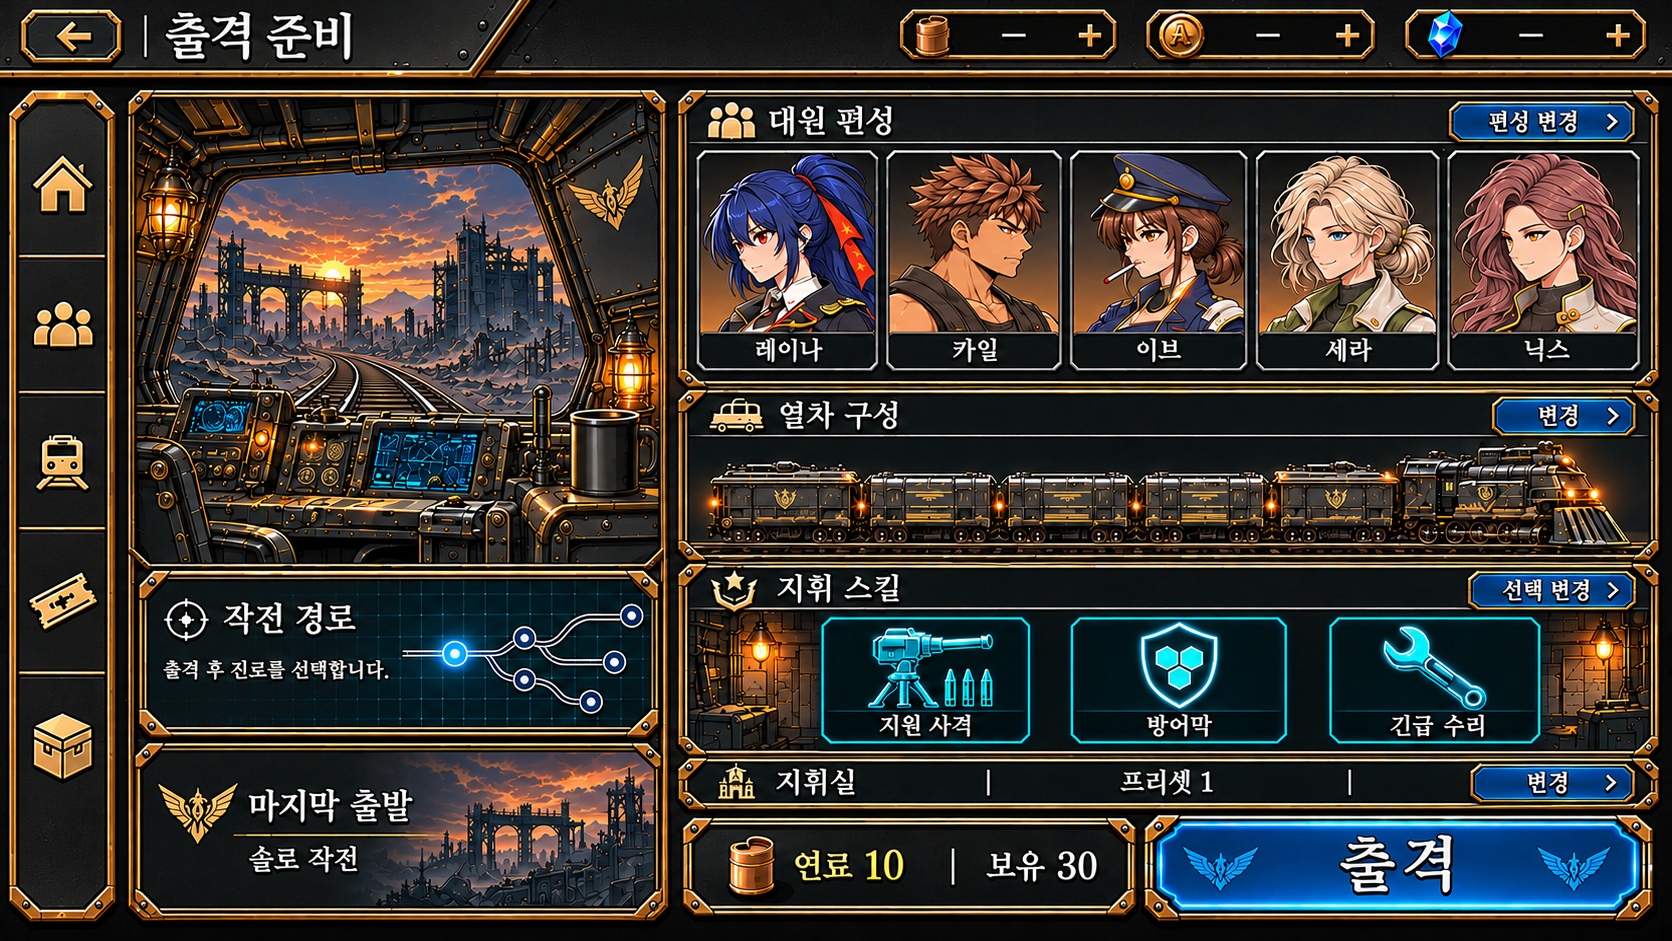 출격 준비
작전 경로
출격 후 진로를 선택합니다.
마지막 출발
솔로 작전
대원 편성
편성 변경
레이나
카일
이브
세라
닉스
열차 구성
변경
지휘 스킬
선택 변경
지원 사격
방어막
긴급 수리
지휘실 | 프리셋 1 | 변경
연료 10 | 보유 30
출격